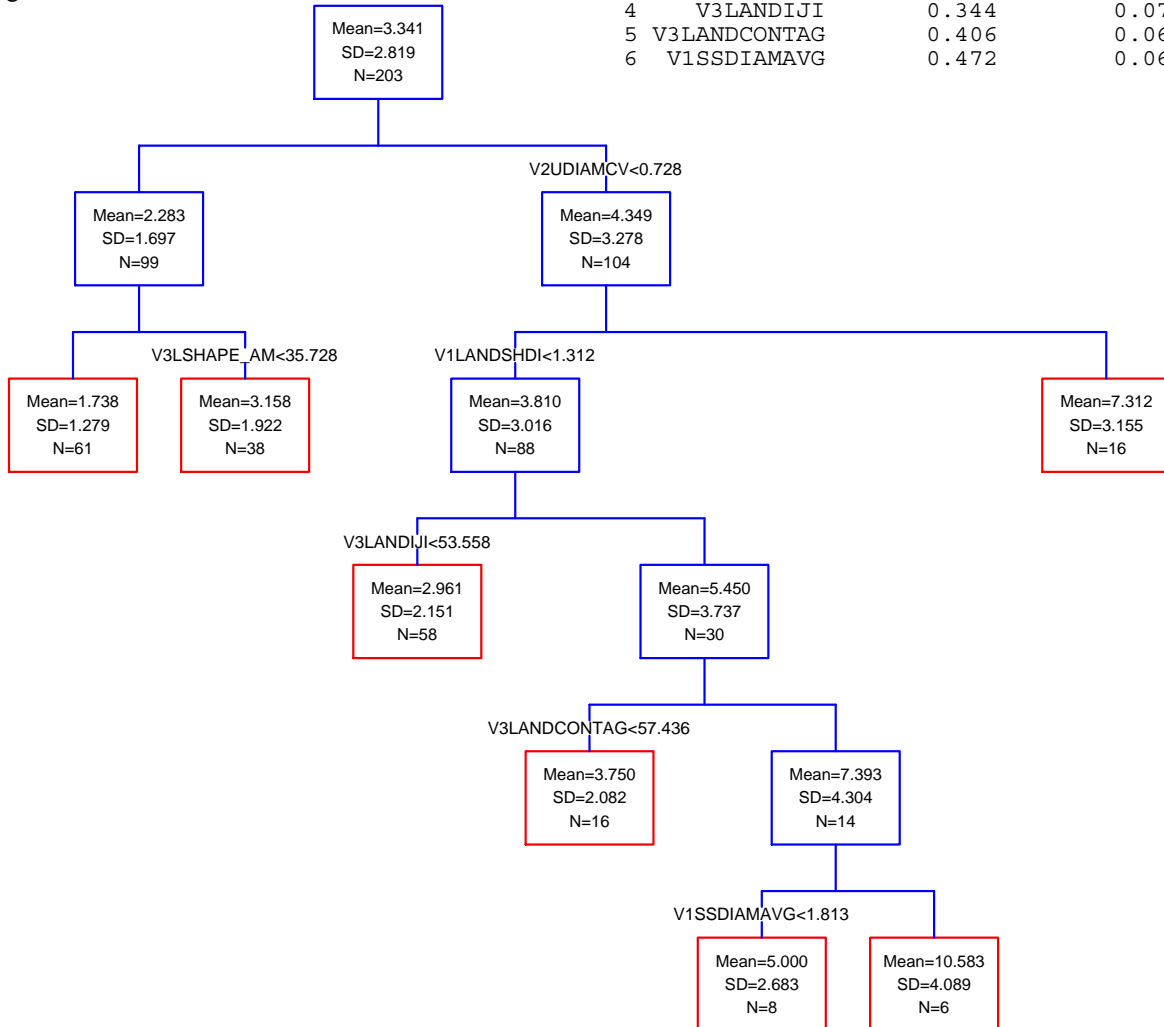 4 V3LANDIJI 0.344 0.07
5 V3LANDCONTAG 0.406 0.06
6 V1SSDIAMAVG 0.472 0.06
Mean=3.341
SD=2.819
N=203
V2UDIAMCV<0.728
Mean=2.283
SD=1.697
N=99
Mean=4.349
SD=3.278
N=104
V3LSHAPE_AM<35.728
V1LANDSHDI<1.312
Mean=1.738
SD=1.279
N=61
Mean=3.158
SD=1.922
N=38
Mean=3.810
SD=3.016
N=88
Mean=7.312
SD=3.155
N=16
V3LANDIJI<53.558
Mean=2.961
SD=2.151
N=58
Mean=5.450
SD=3.737
N=30
V3LANDCONTAG<57.436
Mean=3.750
SD=2.082
N=16
Mean=7.393
SD=4.304
N=14
V1SSDIAMAVG<1.813
Mean=5.000
SD=2.683
N=8
Mean=10.583
SD=4.089
N=6